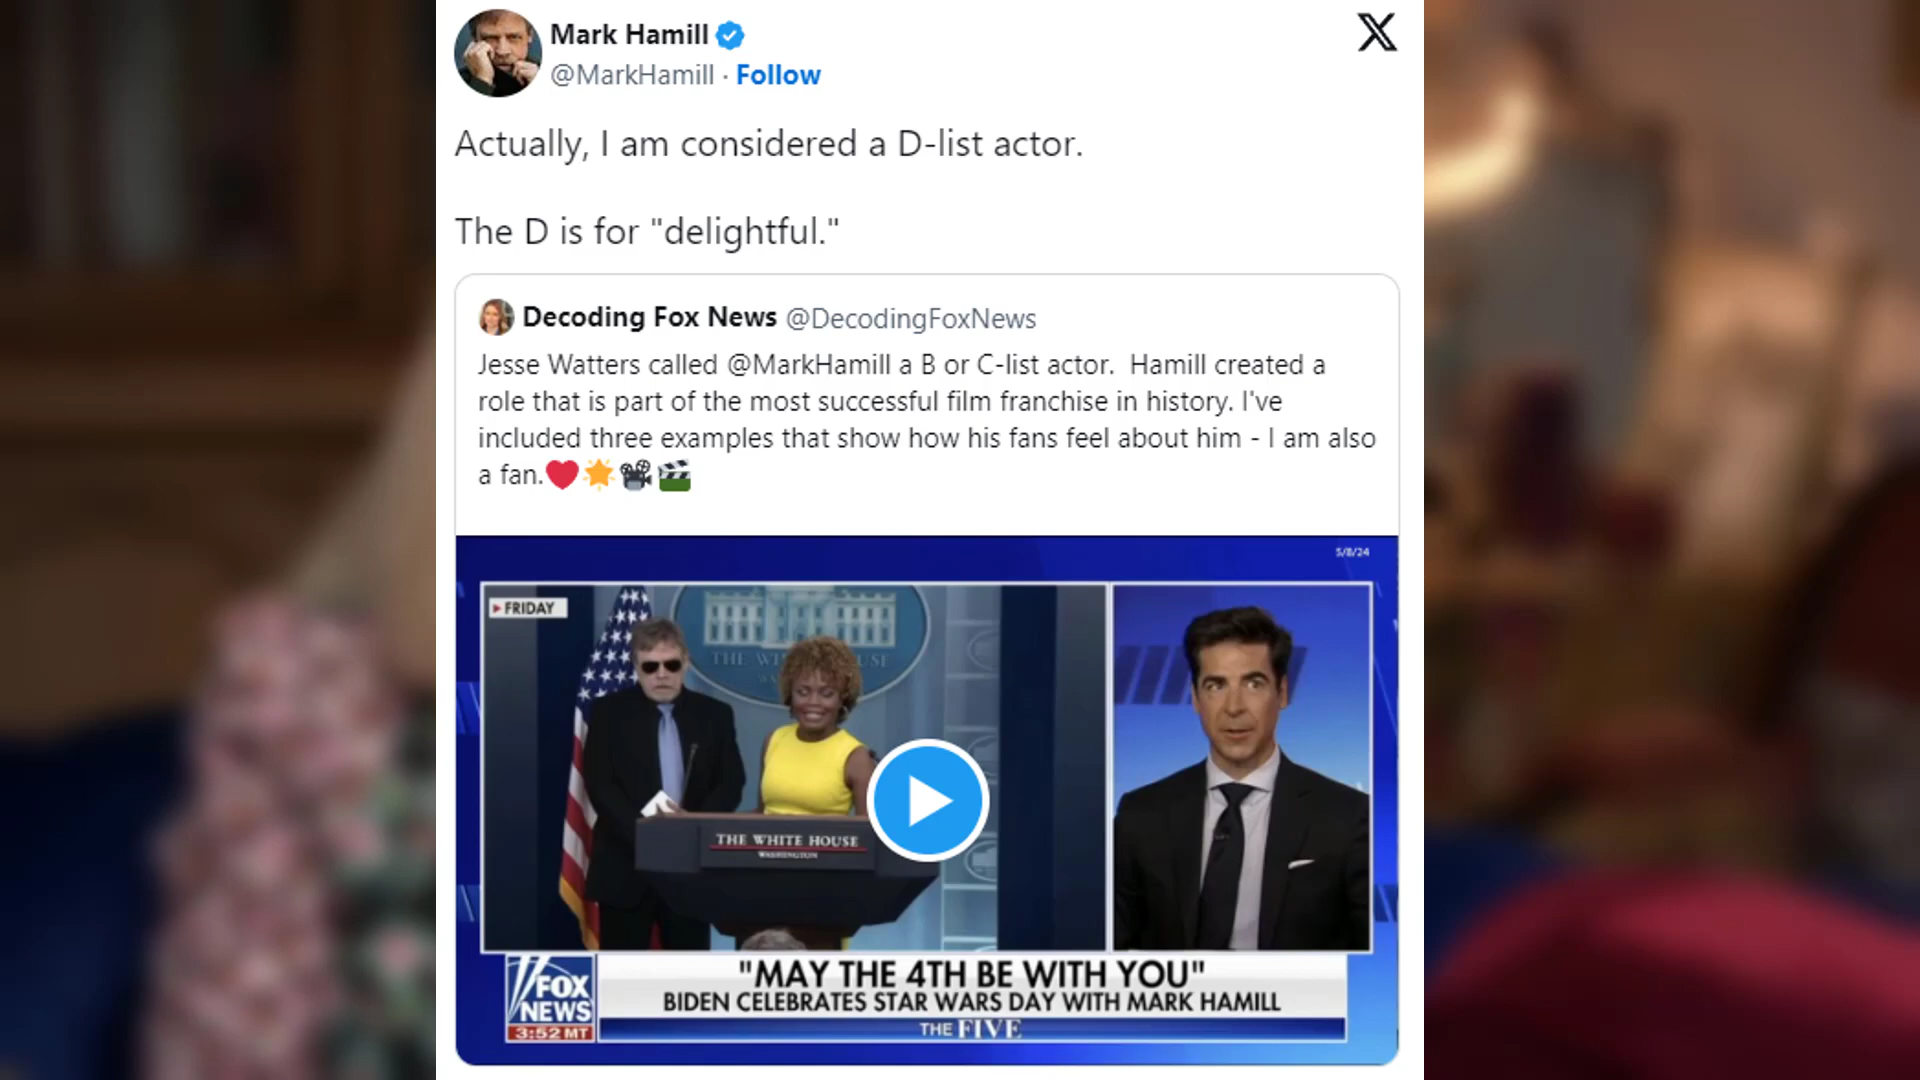 Mark Hamill
@MarkHamill · Follow
Actually, I am considered a D-list actor.
The D is for "delightful."
Decoding Fox News @DecodingFoxNews
Jesse Watters called @MarkHamill a B or C-list actor. Hamill created a
role that is part of the most successful film franchise in history. I've
included three examples that show how his fans feel about him - I am also
a fan.❤️🌟📽️🎬
5/8/24
FRIDAY
THE WHITE HOUSE
WASHINGTON
"MAY THE 4TH BE WITH YOU"
BIDEN CELEBRATES STAR WARS DAY WITH MARK HAMILL
FOX
NEWS
3:52 MT
THE FIVE